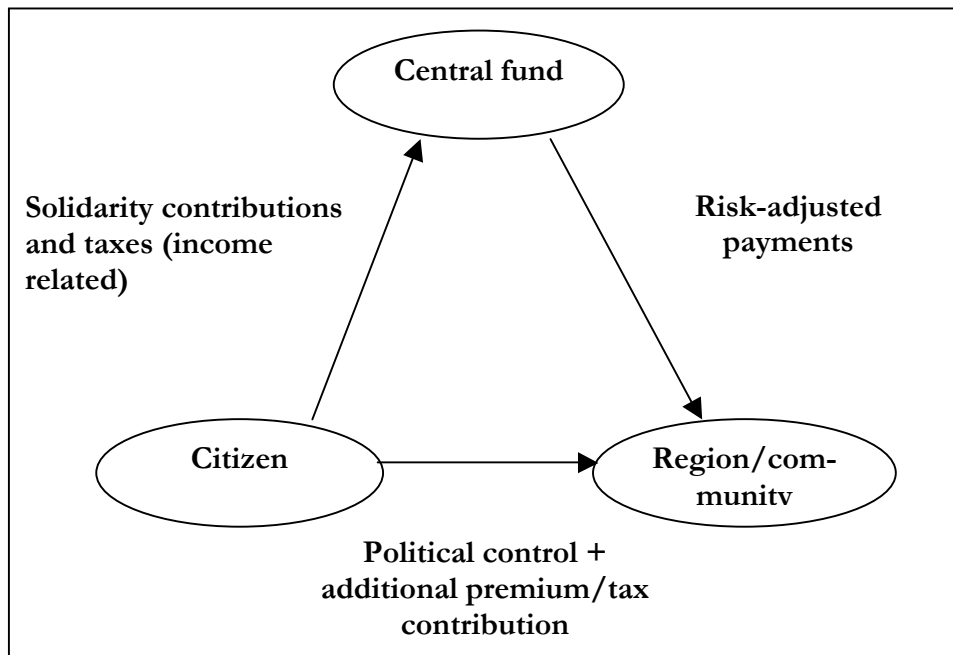 Central fund
Solidarity contributions
and taxes (income
related)
Risk-adjusted
payments
Citizen
Region/com-
munity
Political control +
additional premium/tax
contribution